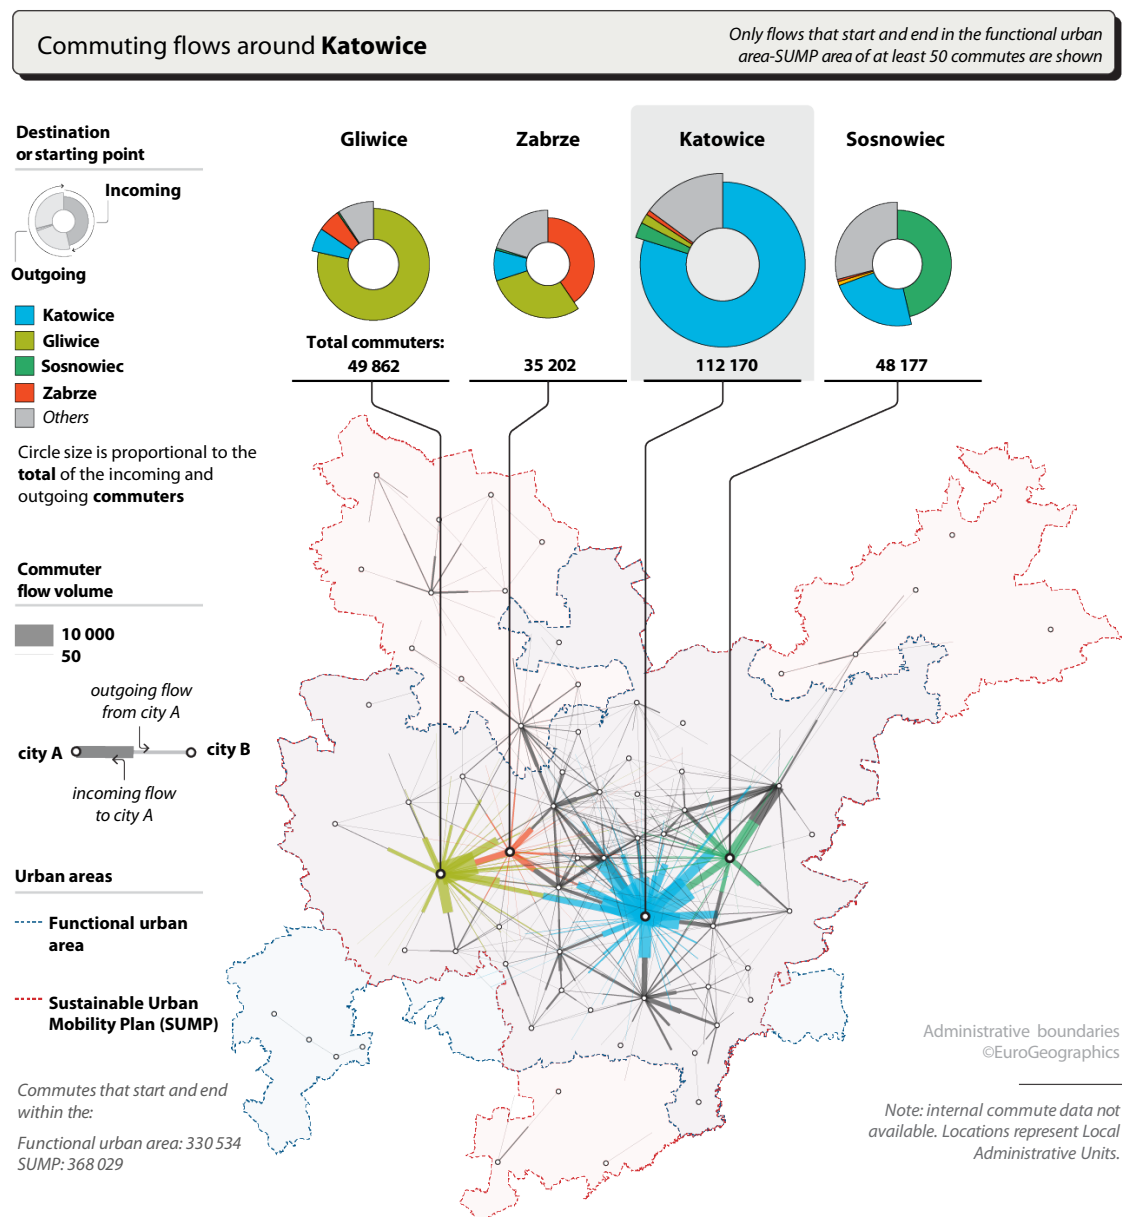 Commuting flows around Katowice
Only flows that start and end in the functional urban
area-SUMP area of at least 50 commutes are shown
Destination
or starting point
Incoming
Outgoing
Katowice
Gliwice
Sosnowiec
Zabrze
Others
Circle size is proportional to the
total of the incoming and
outgoing commuters
Gliwice
Zabrze
Katowice
Sosnowiec
Total commuters:
49 862
35 202
112 170
48 177
Commuter
flow volume
10 000
50
outgoing flow
from city A
city A
city B
incoming flow
to city A
Urban areas
Functional urban
area
Sustainable Urban
Mobility Plan (SUMP)
Commutes that start and end
within the:
Functional urban area: 330 534
SUMP: 368 029
Administrative boundaries
©EuroGeographics
Note: internal commute data not
available. Locations represent Local
Administrative Units.